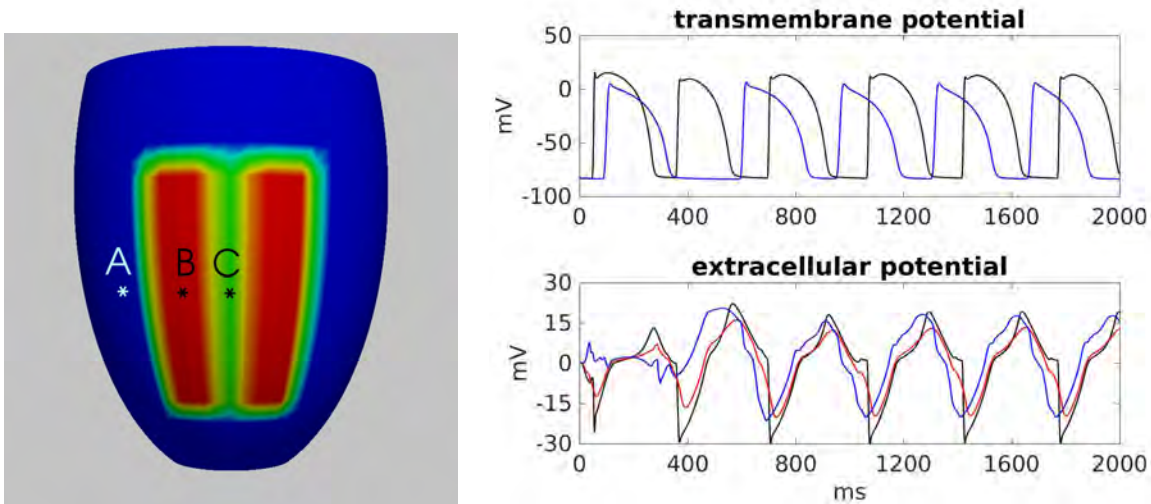 A
*
B
*
C
*
transmembrane potential
50
0
-50
-100
mV
0 400 800 1200 1600 2000
extracellular potential
30
15
0
-15
-30
mV
0 400 800 1200 1600 2000
ms